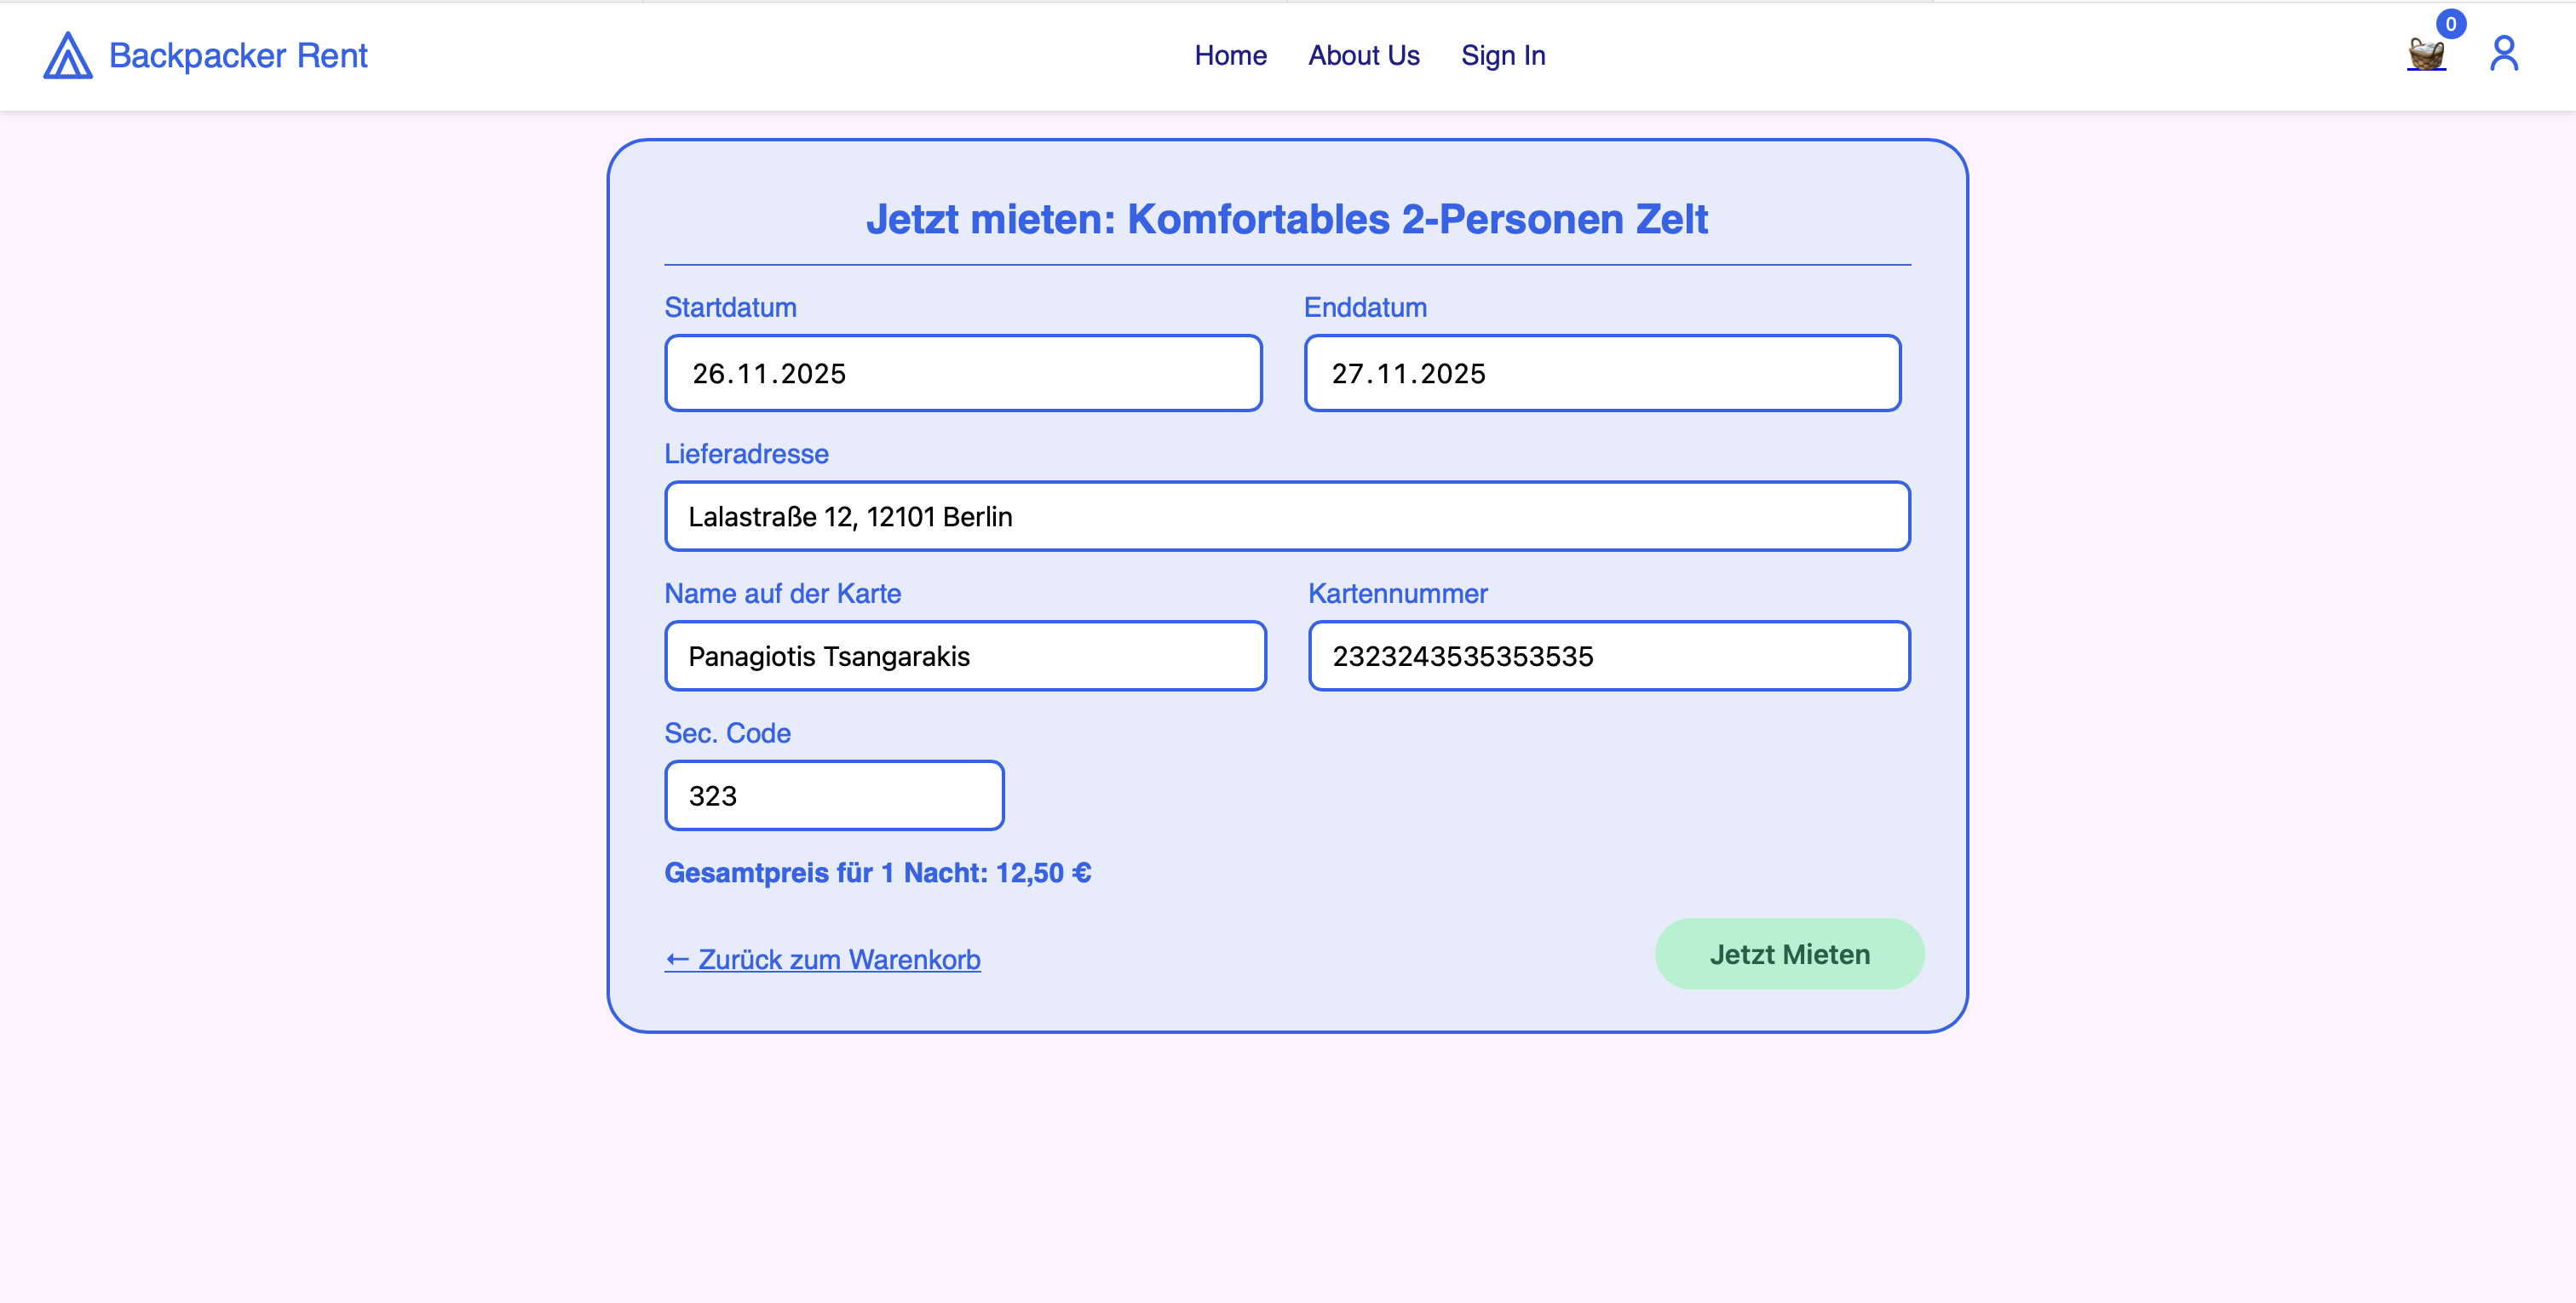 Backpacker Rent
Home About Us Sign In
0
Jetzt mieten: Komfortables 2-Personen Zelt
Startdatum Enddatum
26.11.2025 27.11.2025
Lieferadresse
Lalastraße 12, 12101 Berlin
Name auf der Karte Kartennummer
Panagiotis Tsangarakis 2323243535353535
Sec. Code
323
Gesamtpreis für 1 Nacht: 12,50 €
← Zurück zum Warenkorb Jetzt Mieten